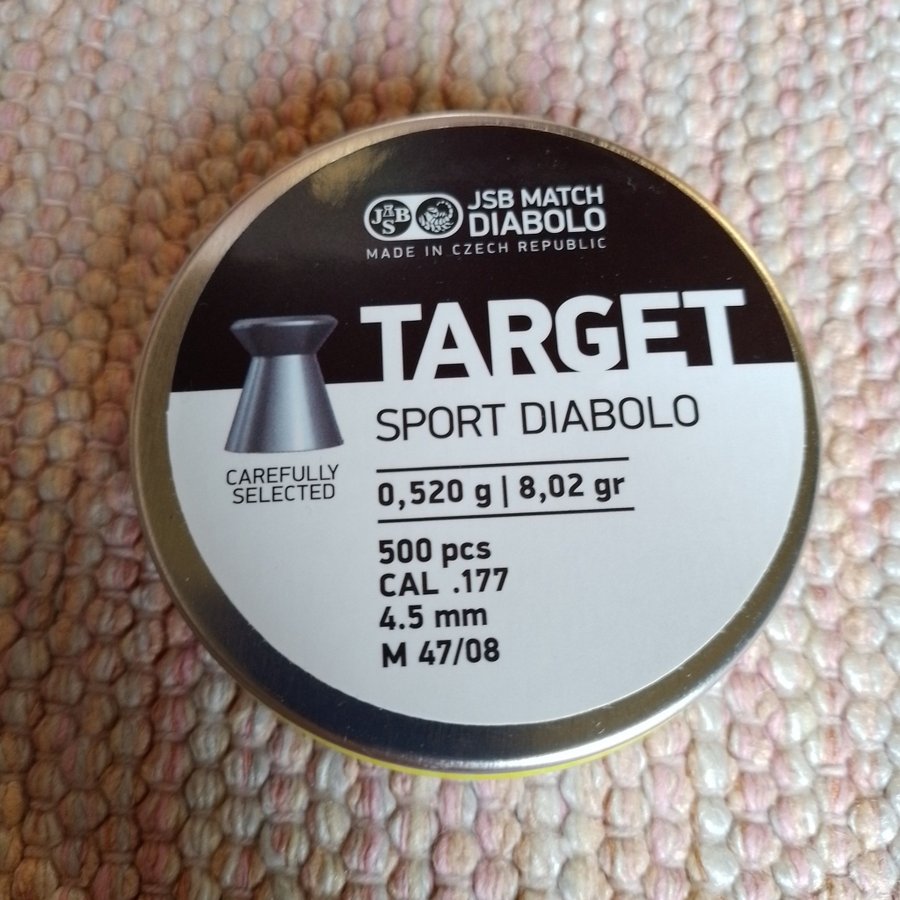 JSB
JSB MATCH
DIABOLO
MADE IN CZECH REPUBLIC
TARGET
SPORT DIABOLO
CAREFULLY
SELECTED
0,520 g | 8,02 gr
500 pcs
CAL .177
4.5 mm
M 47/08